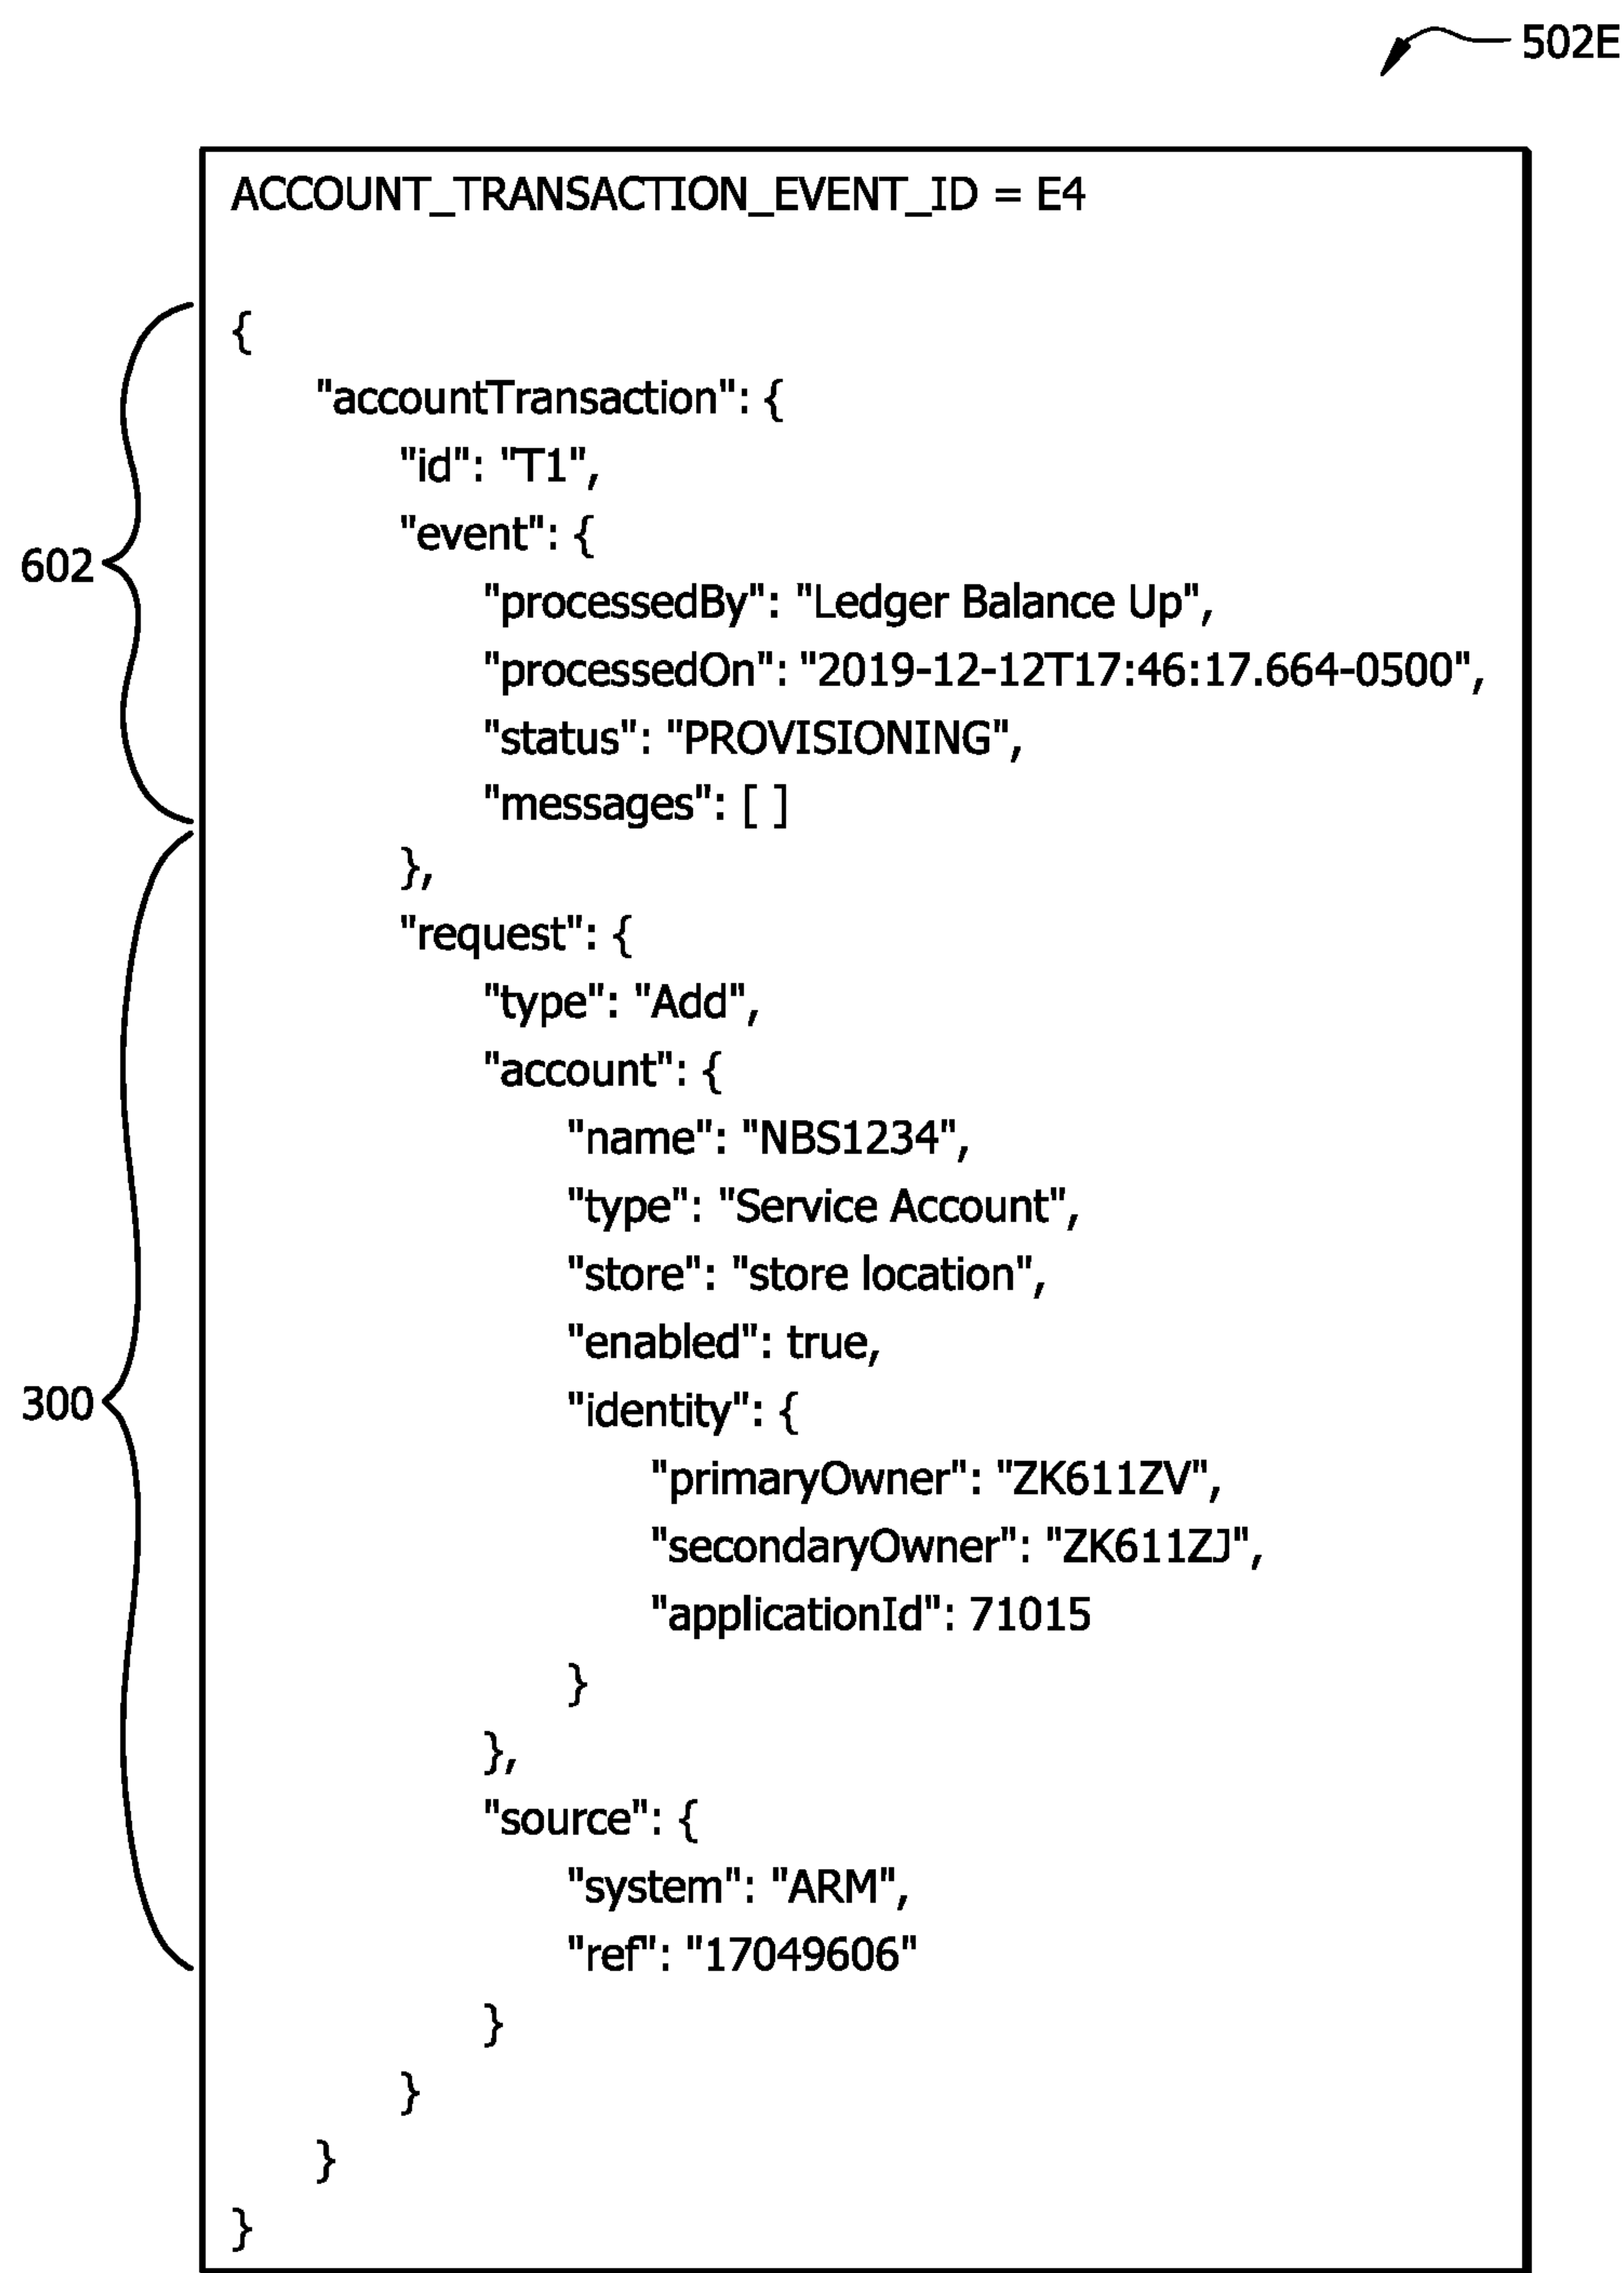 502E
ACCOUNT_TRANSACTION_EVENT_ID = E4
{
"accountTransaction": {
"id": "T1",
"event": {
602
"processedBy": "Ledger Balance Up",
"processedOn": "2019-12-12T17:46:17.664-0500",
"status": "PROVISIONING",
"messages": [ ]
},
"request": {
"type": "Add",
"account": {
"name": "NBS1234",
"type": "Service Account",
"store": "store location",
"enabled": true,
300
"identity": {
"primaryOwner": "ZK611ZV",
"secondaryOwner": "ZK611ZJ",
"applicationId": 71015
}
},
"source": {
"system": "ARM",
"ref": "17049606"
}
}
}
}